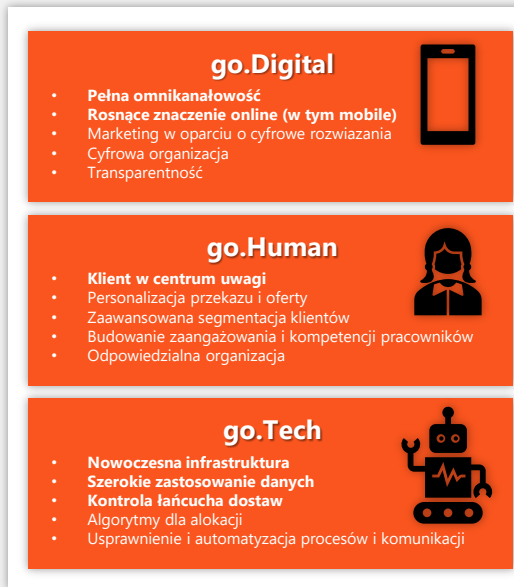 go.Digital
• Pełna omnikanałowość
• Rosnące znaczenie online (w tym mobile)
• Marketing w oparciu o cyfrowe rozwiazania
• Cyfrowa organizacja
• Transparentność
go.Human
• Klient w centrum uwagi
• Personalizacja przekazu i oferty
• Zaawansowana segmentacja klientów
• Budowanie zaangażowania i kompetencji pracowników
• Odpowiedzialna organizacja
go.Tech
• Nowoczesna infrastruktura
• Szerokie zastosowanie danych
• Kontrola łańcucha dostaw
• Algorytmy dla alokacji
• Usprawnienie i automatyzacja procesów i komunikacji